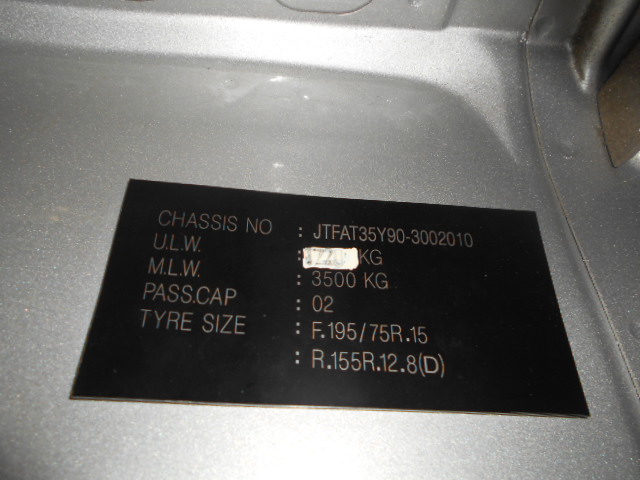 CHASSIS NO : JTFAT35Y90-3002010
U.L.W. : KG
M.L.W. : 3500 KG
PASS.CAP : 02
TYRE SIZE : F.195/75R.15
: R.155R.12.8(D)